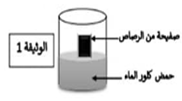 صفيحة من الرصاص
الوثيقة 1
حمض كلور الماء